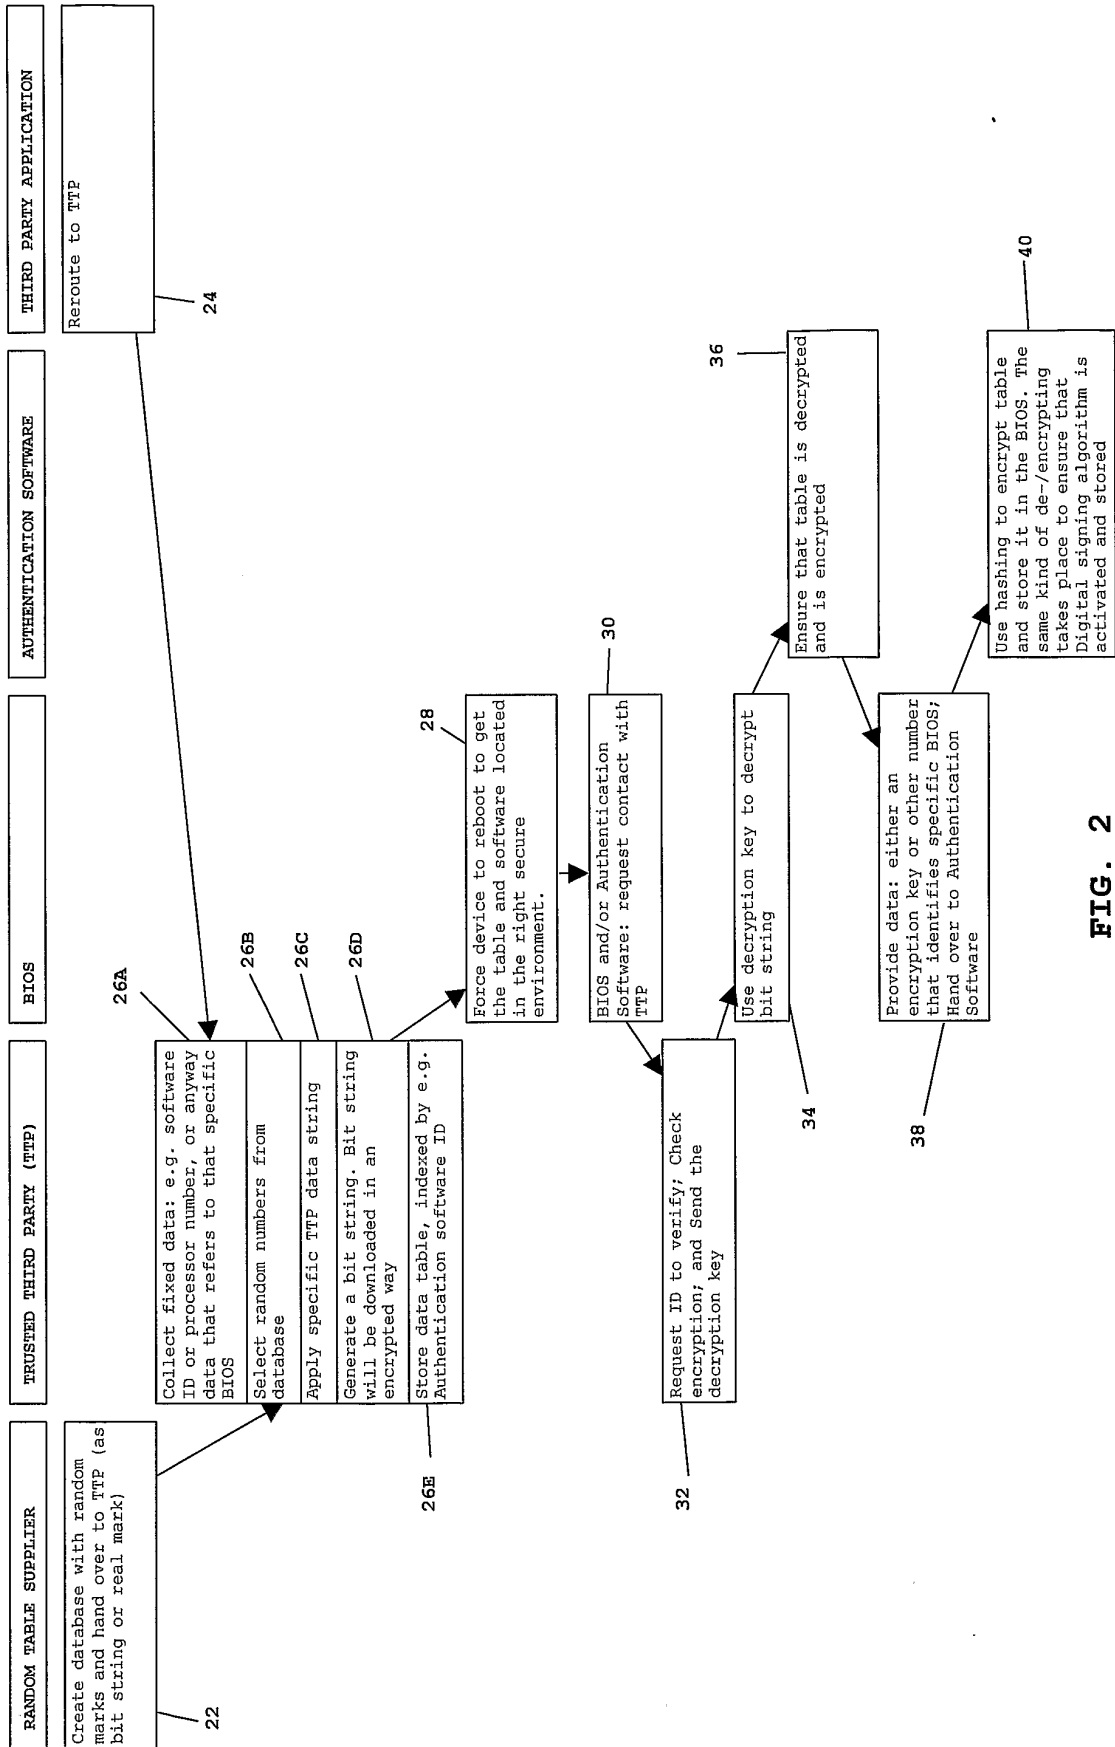 RANDOM TABLE SUPPLIER
TRUSTED THIRD PARTY (TTP)
BIOS
AUTHENTICATION SOFTWARE
THIRD PARTY APPLICATION
Create database with random
marks and hand over to TTP (as
bit string or real mark)
22
Reroute to TTP
24
26A
Collect fixed data: e.g. software
ID or processor number, or anyway
data that refers to that specific
BIOS
26B
Select random numbers from
database
26C
Apply specific TTP data string
26D
Generate a bit string. Bit string
will be downloaded in an
encrypted way
Store data table, indexed by e.g.
Authentication software ID
26E
28
Force device to reboot to get
the table and software located
in the right secure
environment.
30
BIOS and/or Authentication
Software: request contact with
TTP
Request ID to verify; Check
encryption; and Send the
decryption key
32
Use decryption key to decrypt
bit string
34
36
Ensure that table is decrypted
and is encrypted
Provide data: either an
encryption key or other number
that identifies specific BIOS;
Hand over to Authentication
Software
38
Use hashing to encrypt table
and store it in the BIOS. The
same kind of de-/encrypting
takes place to ensure that
Digital signing algorithm is
activated and stored
40
FIG. 2